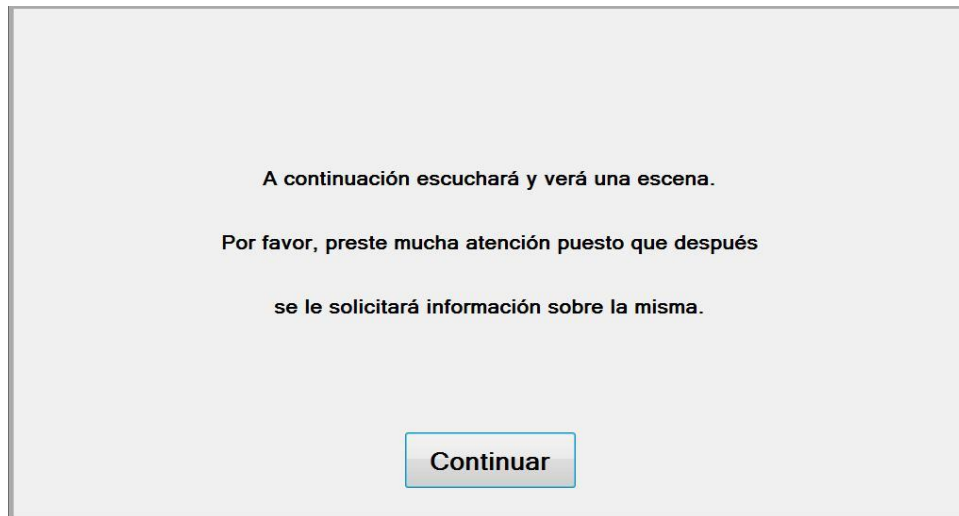 A continuación escuchará y verá una escena.
Por favor, preste mucha atención puesto que después
se le solicitará información sobre la misma.
Continuar